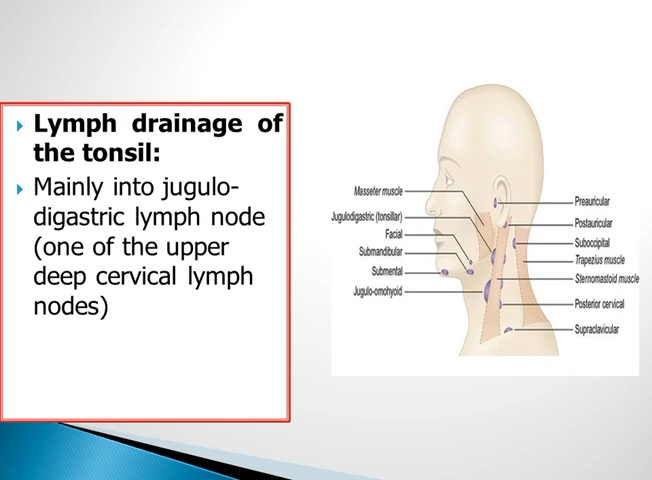 Lymph drainage of
the tonsil:
Mainly into jugulo-
digastric lymph node
(one of the upper
deep cervical lymph
nodes)
Masseter muscle
Jugulodigastric (tonsillar)
Facial
Submandibular
Submental
Jugulo-omohyoid
Preauricular
Postauricular
Suboccipital
Trapezius muscle
Sternomastoid muscle
Posterior cervical
Supraclavicular